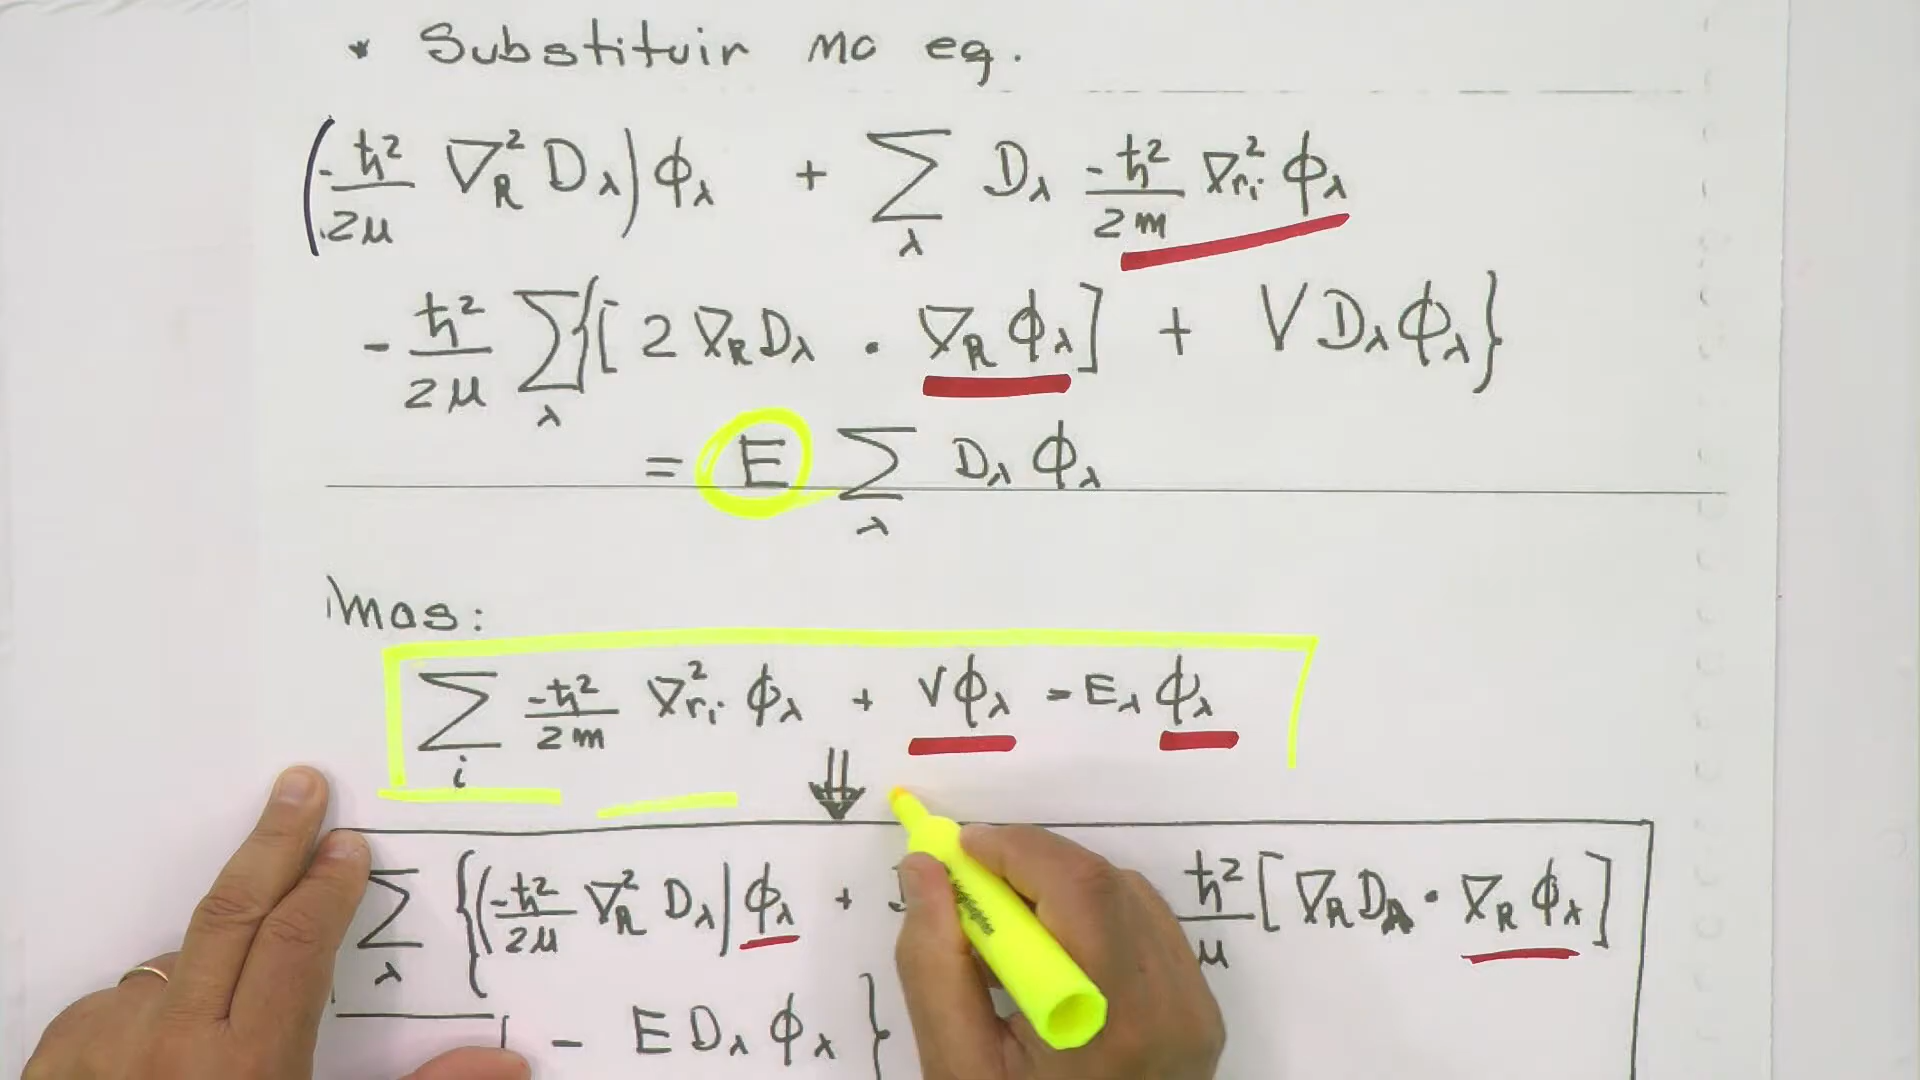 * Substituir no eq.
(-ħ²/2μ ∇²_R D_λ) φ_λ + Σ_λ D_λ -ħ²/2m ∇²_ri φ_λ
- ħ²/2μ Σ_λ {[2 ∇_R D_λ · ∇_R φ_λ] + V D_λ φ_λ}
= E Σ_λ D_λ φ_λ
Mas:
Σ_i -ħ²/2m ∇²_ri φ_λ + Vφ_λ = E_λ φ_λ
⇓
Σ_λ {(-ħ²/2μ ∇²_R D_λ) φ_λ + ħ²/μ [∇_R D_λ · ∇_R φ_λ]
- E D_λ φ_λ}